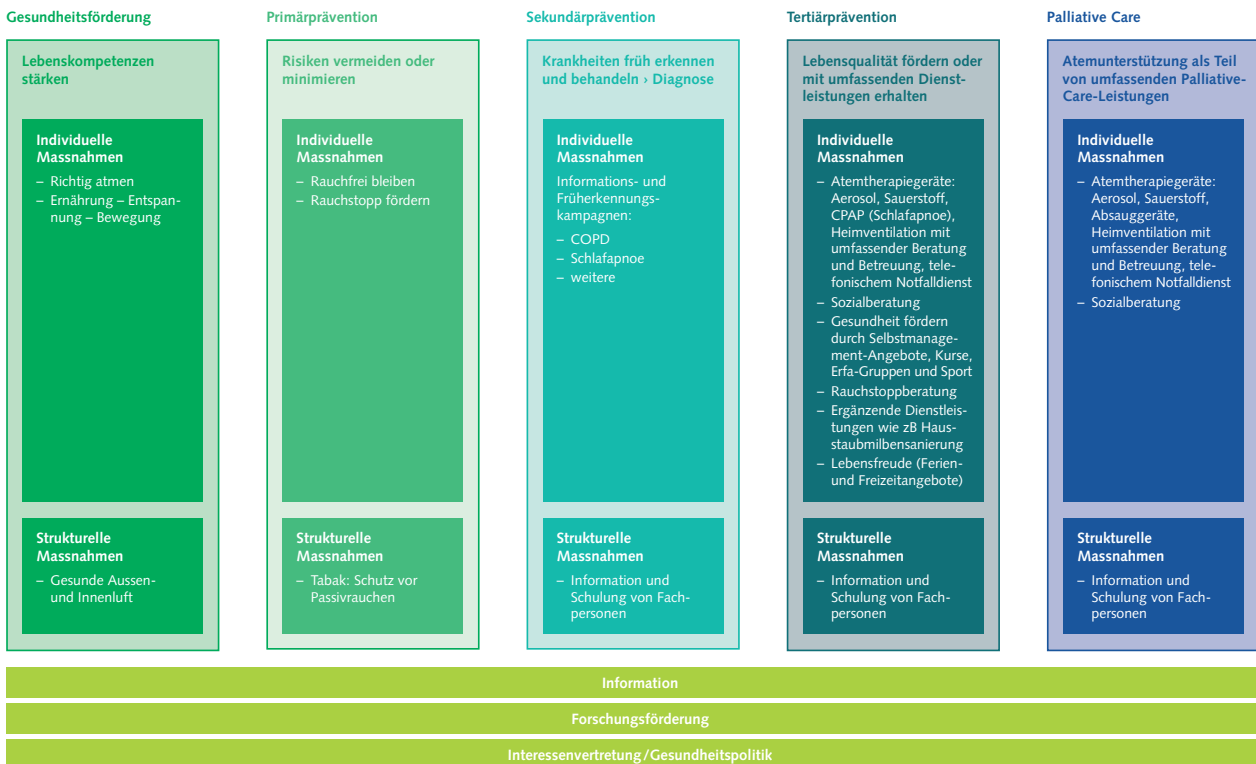 Gesundheitsförderung
Lebenskompetenzen
stärken
Individuelle
Massnahmen
– Richtig atmen
– Ernährung – Entspan-
nung – Bewegung
Strukturelle
Massnahmen
– Gesunde Aussen-
und Innenluft
Primärprävention
Risiken vermeiden oder
minimieren
Individuelle
Massnahmen
– Rauchfrei bleiben
– Rauchstopp fördern
Strukturelle
Massnahmen
– Tabak: Schutz vor
Passivrauchen
Sekundärprävention
Krankheiten früh erkennen
und behandeln › Diagnose
Individuelle
Massnahmen
Informations- und
Früherkennungs-
kampagnen:
– COPD
– Schlafapnoe
– weitere
Strukturelle
Massnahmen
– Information und
Schulung von Fach-
personen
Tertiärprävention
Lebensqualität fördern oder
mit umfassenden Dienst-
leistungen erhalten
Individuelle
Massnahmen
– Atemtherapiegeräte:
Aerosol, Sauerstoff,
CPAP (Schlafapnoe),
Heimventilation mit
umfassender Beratung
und Betreuung, tele-
fonischem Notfalldienst
– Sozialberatung
– Gesundheit fördern
durch Selbstmanage-
ment-Angebote, Kurse,
Erfa-Gruppen und Sport
– Rauchstoppberatung
– Ergänzende Dienstleis-
tungen wie zB Haus-
staubmilbensanierung
– Lebensfreude (Ferien-
und Freizeitangebote)
Strukturelle
Massnahmen
– Information und
Schulung von Fach-
personen
Palliative Care
Atemunterstützung als Teil
von umfassenden Palliative-
Care-Leistungen
Individuelle
Massnahmen
– Atemtherapiegeräte:
Aerosol, Sauerstoff,
Absauggeräte,
Heimventilation mit
umfassender Beratung
und Betreuung, tele-
fonischem Notfalldienst
– Sozialberatung
Strukturelle
Massnahmen
– Information und
Schulung von Fach-
personen
Information
Forschungsförderung
Interessenvertretung/Gesundheitspolitik